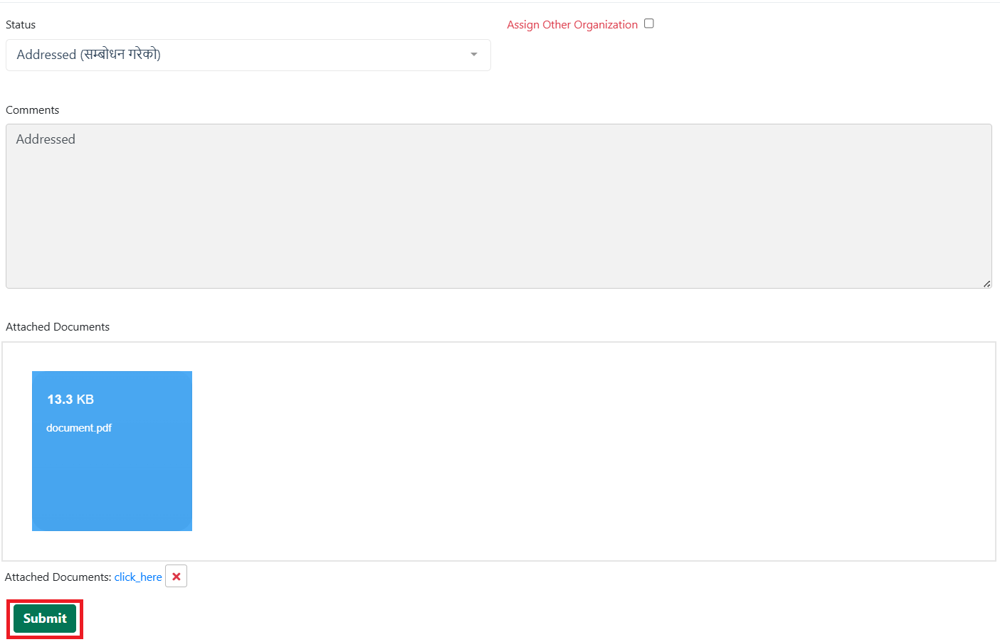 Status
Assign Other Organization
Addressed (सम्बोधन गरेको)
Comments
Addressed
Attached Documents
13.3 KB
document.pdf
Attached Documents: click_here
Submit